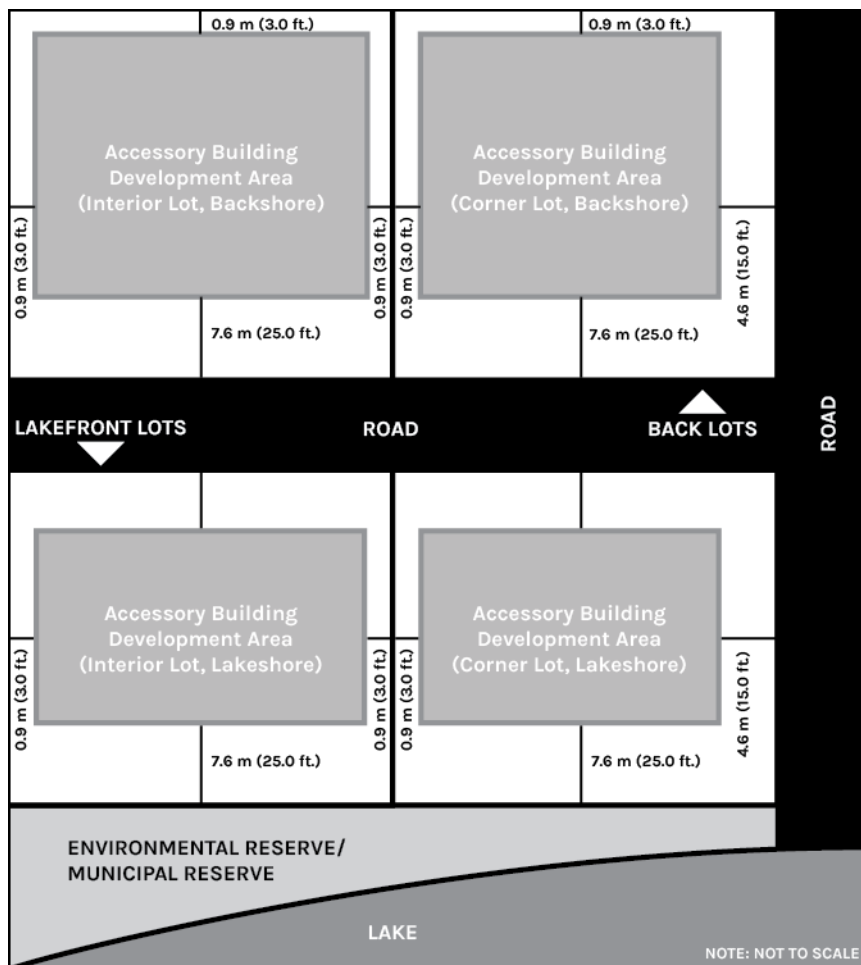 0.9 m (3.0 ft.)
0.9 m (3.0 ft.)
Accessory Building
Development Area
(Interior Lot, Backshore)
Accessory Building
Development Area
(Corner Lot, Backshore)
0.9 m (3.0 ft.)
0.9 m (3.0 ft.)
0.9 m (3.0 ft.)
4.6 m (15.0 ft.)
7.6 m (25.0 ft.)
7.6 m (25.0 ft.)
LAKEFRONT LOTS
ROAD
BACK LOTS
ROAD
Accessory Building
Development Area
(Interior Lot, Lakeshore)
Accessory Building
Development Area
(Corner Lot, Lakeshore)
0.9 m (3.0 ft.)
0.9 m (3.0 ft.)
0.9 m (3.0 ft.)
4.6 m (15.0 ft.)
7.6 m (25.0 ft.)
7.6 m (25.0 ft.)
ENVIRONMENTAL RESERVE/
MUNICIPAL RESERVE
LAKE
NOTE: NOT TO SCALE